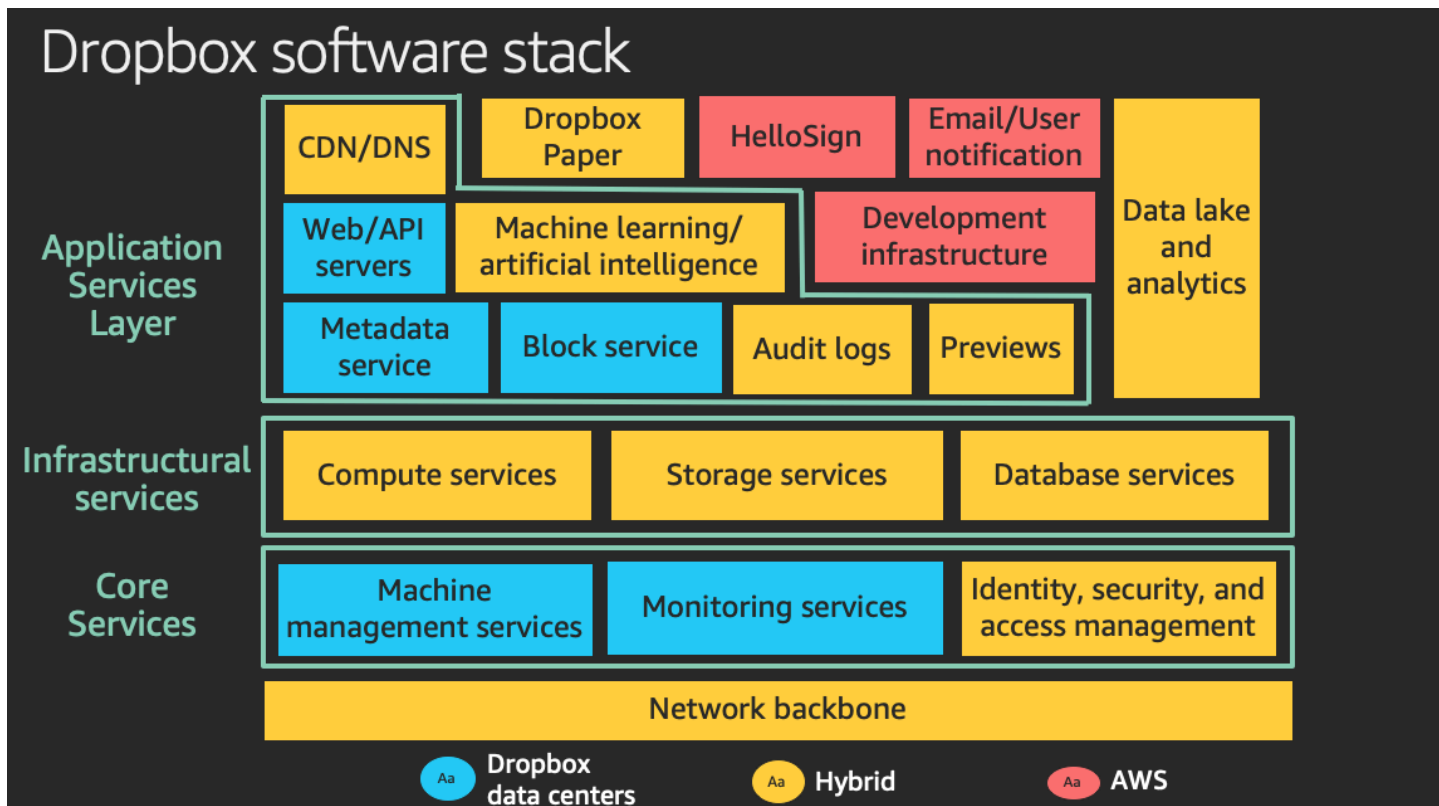 Dropbox software stack
Application
Services
Layer
CDN/DNS
Dropbox
Paper
HelloSign
Email/User
notification
Web/API
servers
Machine learning/
artificial intelligence
Development
infrastructure
Data lake
and
analytics
Metadata
service
Block service
Audit logs
Previews
Infrastructural
services
Compute services
Storage services
Database services
Core
Services
Machine
management services
Monitoring services
Identity, security, and
access management
Network backbone
Aa
Dropbox
data centers
Aa
Hybrid
Aa
AWS